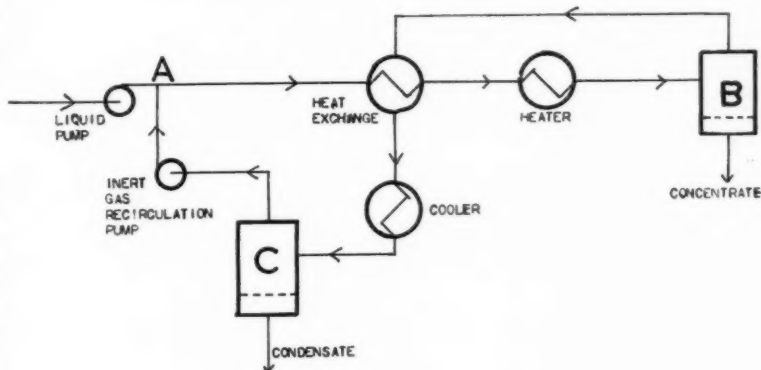 A
LIQUID
PUMP
HEAT
EXCHANGE
HEATER
B
CONCENTRATE
INERT
GAS
RECIRCULATION
PUMP
COOLER
C
CONDENSATE